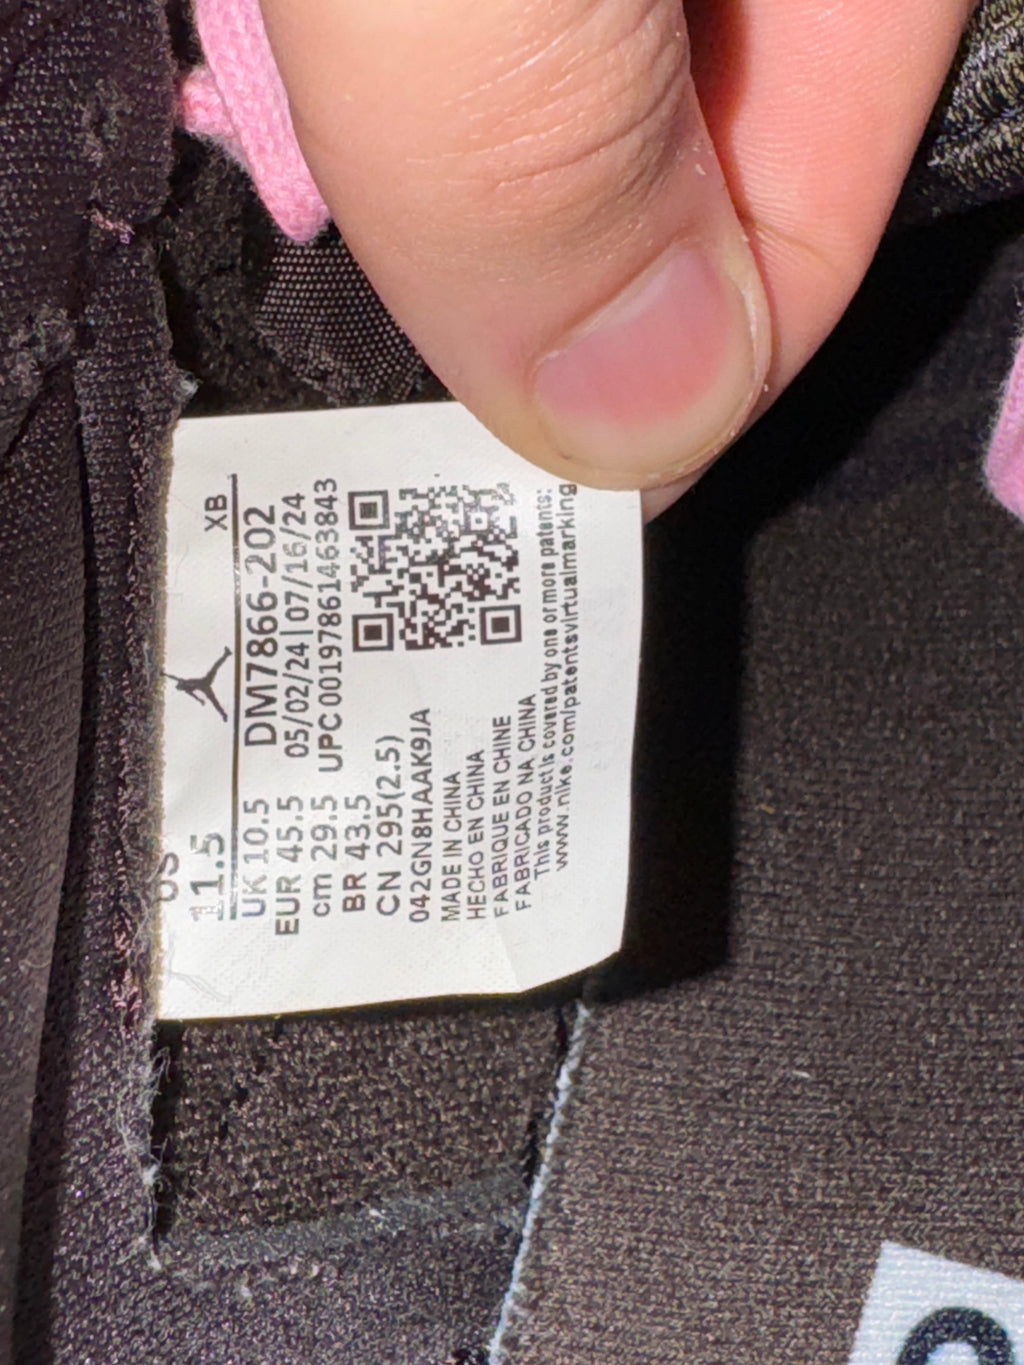 US
11.5
XB
UK 10.5
EUR 45.5
cm 29.5
BR 43.5
CN 295(2.5)
DM7866-202
05/02/24|07/16/24
UPC 00197861463843
042GN8HAAK9JA
MADE IN CHINA
HECHO EN CHINA
FABRIQUE EN CHINE
FABRICADO NA CHINA
This product is covered by one or more patents:
www.nike.com/patentsvirtualmarking